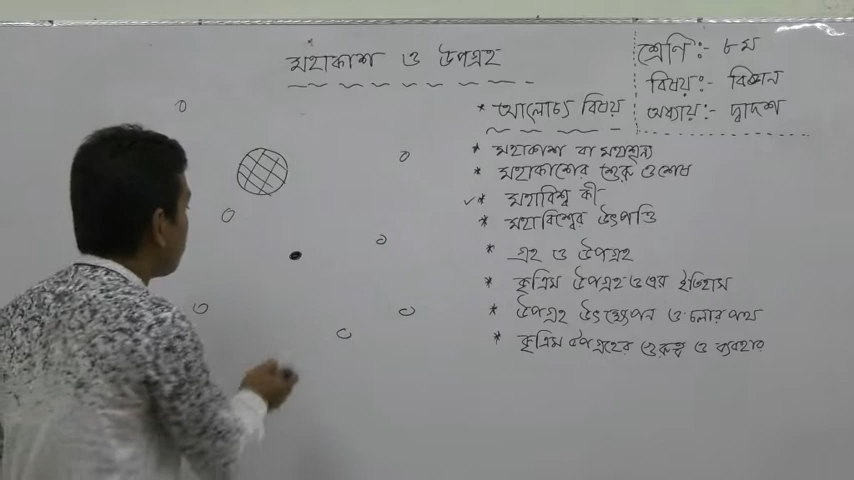 মহাকাশ ও উপগ্রহ
শ্রেণি:- ৮ম
বিষয়:- বিজ্ঞান
অধ্যায়:- দ্বাদশ
* আলোচ্য বিষয়
* মহাকাশ বা মহাশূন্য
* মহাকাশের শুরু ও শেষ
✓* মহাবিশ্ব কী-
* মহাবিশ্বের উৎপত্তি
* গ্রহ ও উপগ্রহ
* কৃত্রিম উপগ্রহ ও এর ইতিহাস
* উপগ্রহ উৎক্ষেপন ও চলার পথ
* কৃত্রিম উপগ্রহের গুরুত্ব ও ব্যবহার